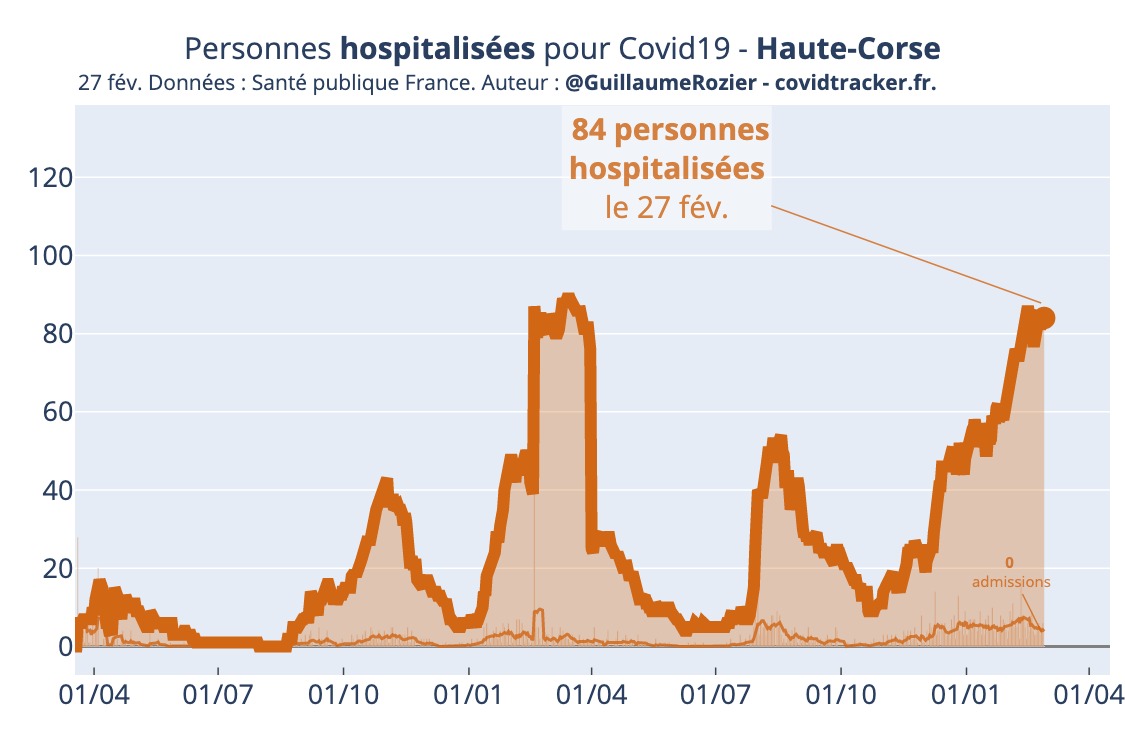 Personnes hospitalisées pour Covid19 - Haute-Corse
27 fév. Données : Santé publique France. Auteur : @GuillaumeRozier - covidtracker.fr.
84 personnes
hospitalisées
le 27 fév.
120
100
80
60
40
20
0
0
admissions
01/04
01/07
01/10
01/01
01/04
01/07
01/10
01/01
01/04